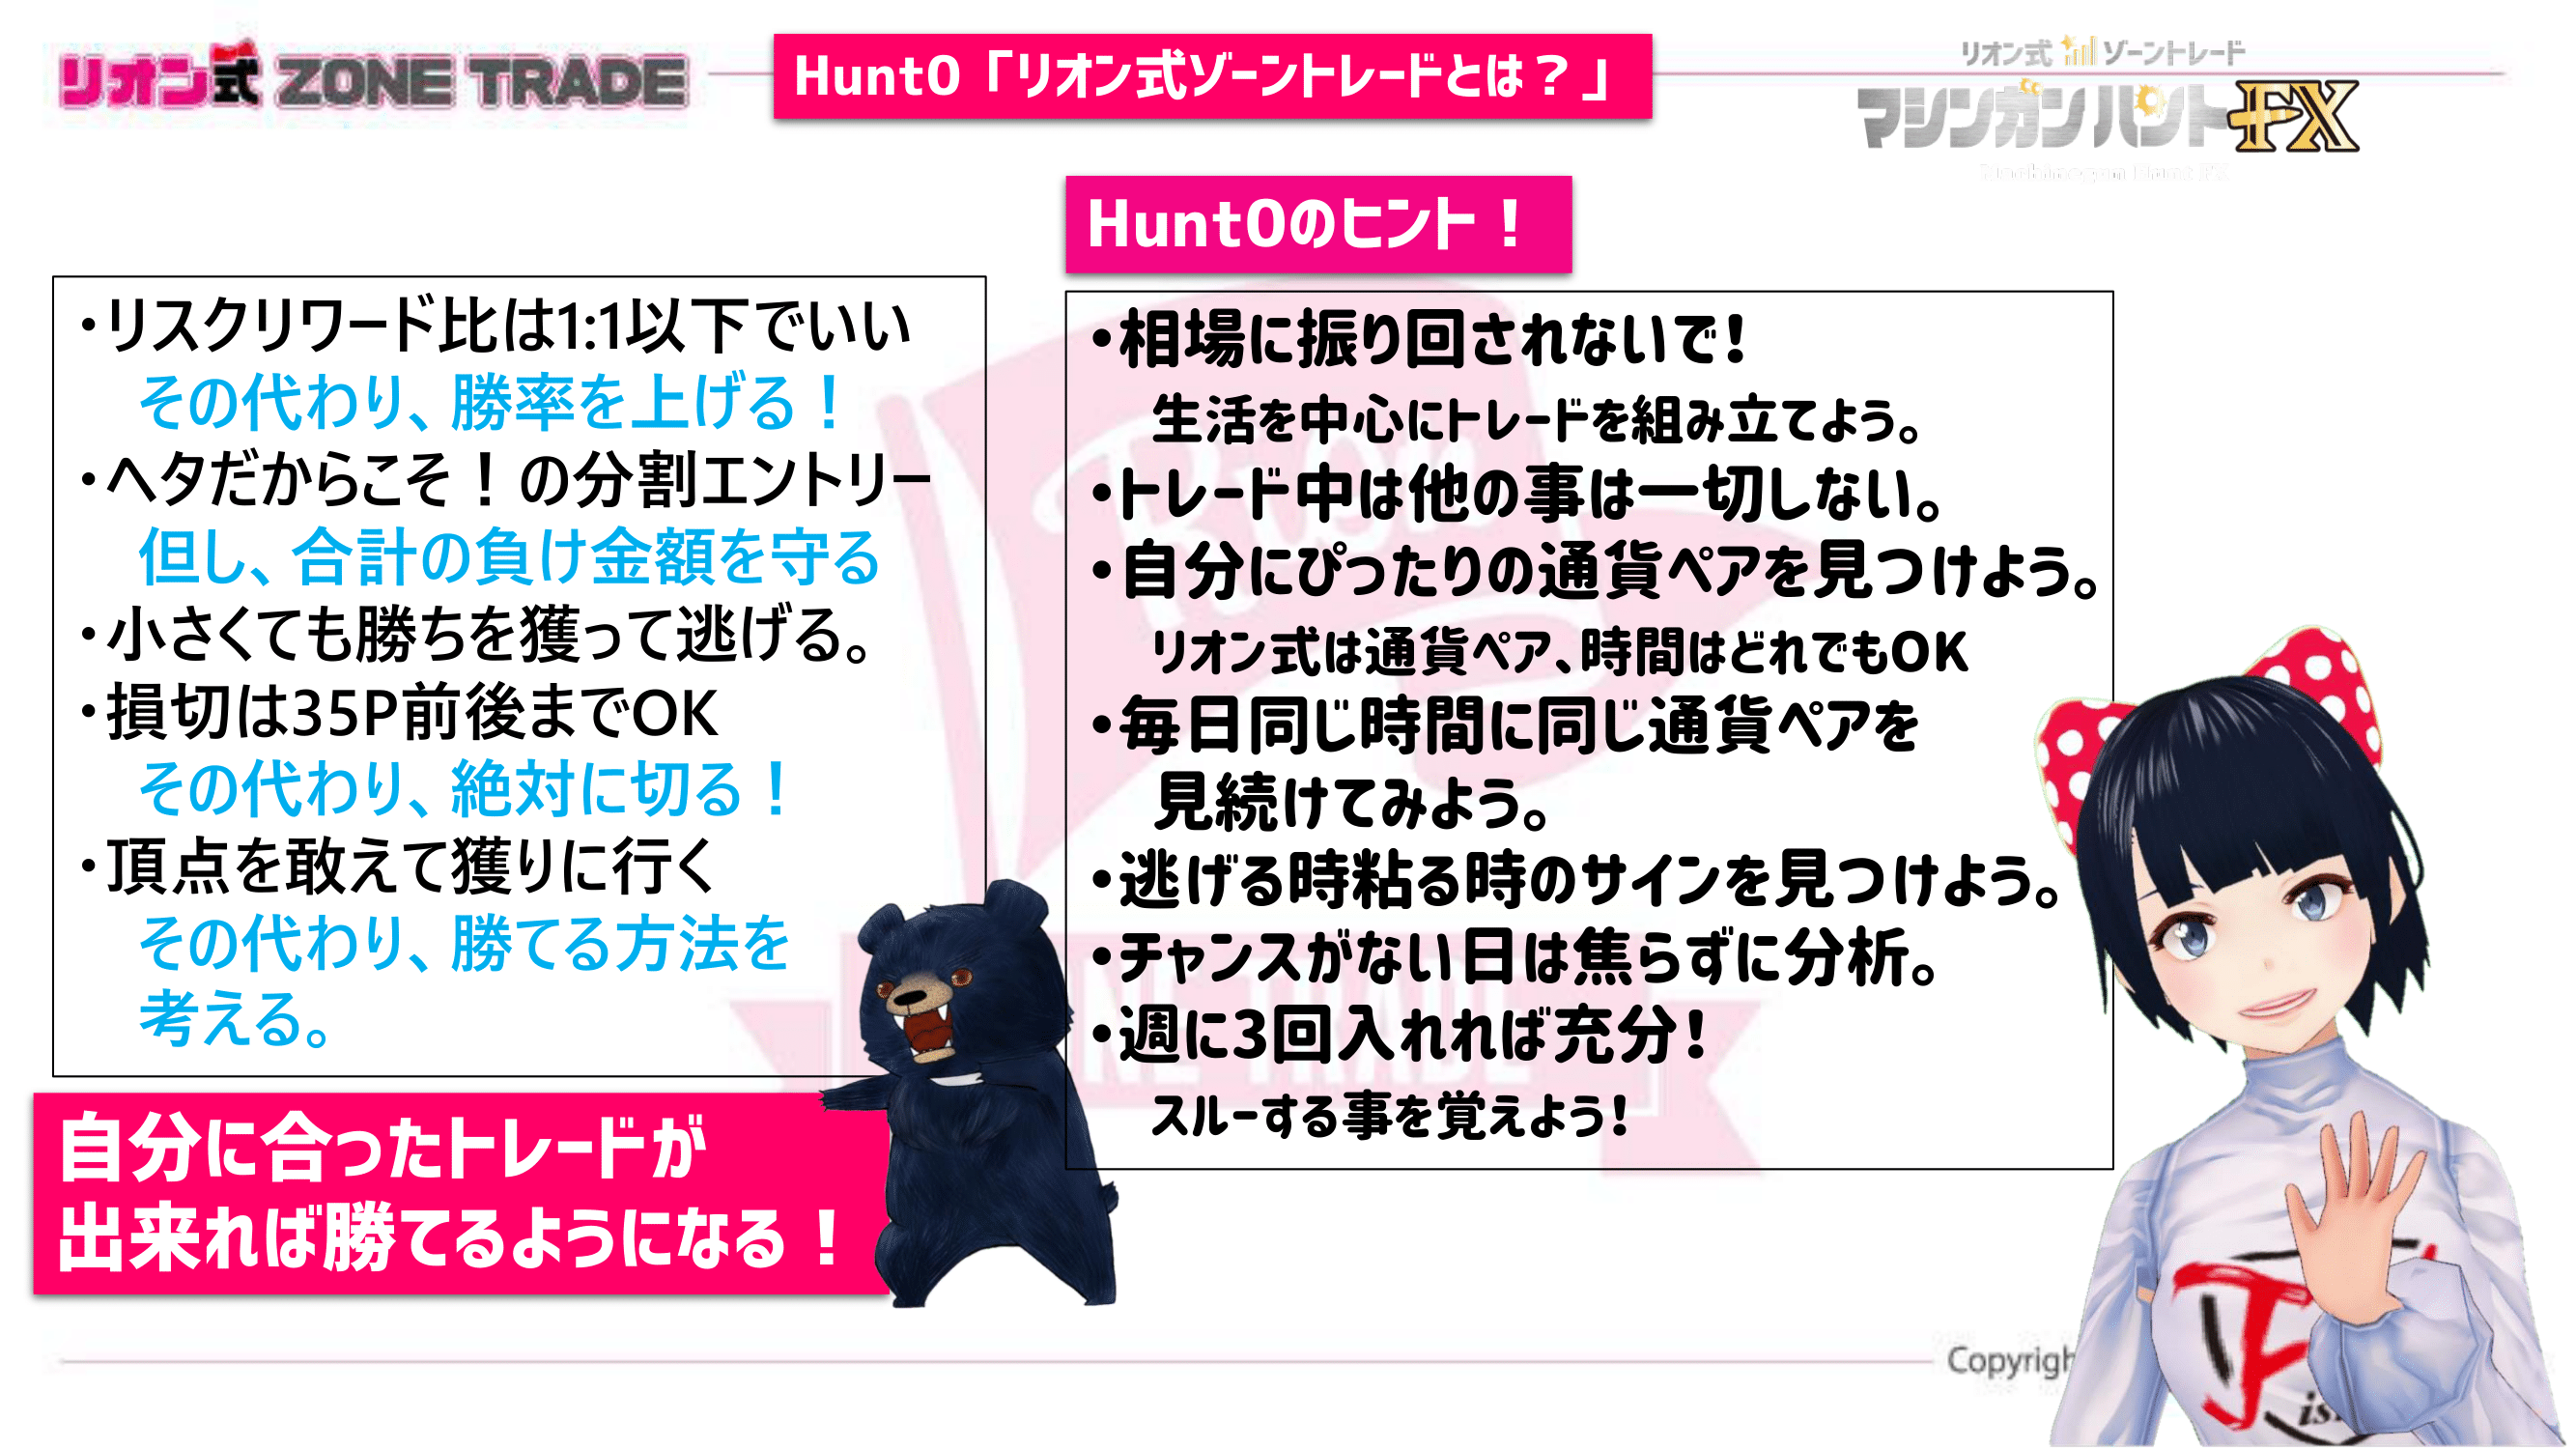 リオン式 ZONE TRADE
Hunt0「リオン式ゾーントレードとは？」
リオン式 ゾーントレード
マシンガンハントFX
Hunt0のヒント！
・リスクリワード比は1:1以下でいい
その代わり、勝率を上げる！
・ヘタだからこそ！の分割エントリー
但し、合計の負け金額を守る
・小さくても勝ちを獲って逃げる。
・損切は35P前後までOK
その代わり、絶対に切る！
・頂点を敢えて獲りに行く
その代わり、勝てる方法を
考える。
自分に合ったトレードが
出来れば勝てるようになる！
・相場に振り回されないで！
生活を中心にトレードを組み立てよう。
・トレード中は他の事は一切しない。
・自分にぴったりの通貨ペアを見つけよう。
リオン式は通貨ペア、時間はどれでもOK
・毎日同じ時間に同じ通貨ペアを
見続けてみよう。
・逃げる時粘る時のサインを見つけよう。
・チャンスがない日は焦らずに分析。
・週に3回入れれば充分！
スルーする事を覚えよう！
Rion
ZONE TRADE